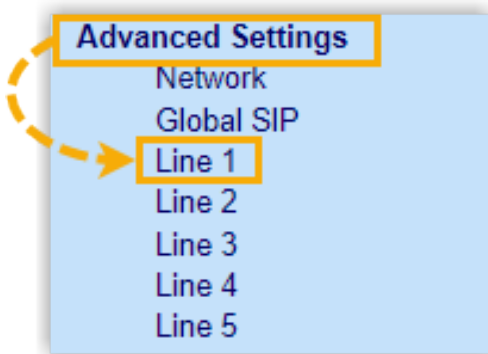 Advanced Settings
Network
Global SIP
Line 1
Line 2
Line 3
Line 4
Line 5